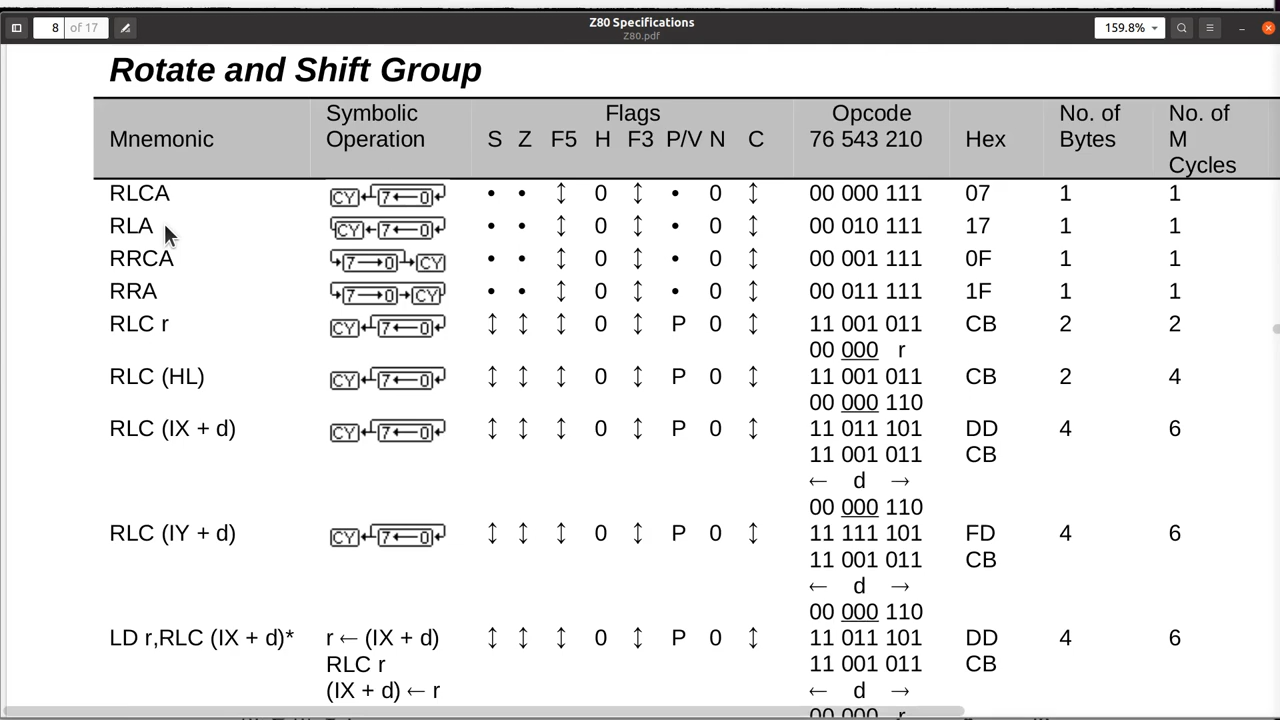 8 of 17
Z80 Specifications
Z80.pdf
159.8%
Rotate and Shift Group
Mnemonic Symbolic Operation Flags S Z F5 H F3 P/V N C Opcode 76 543 210 Hex No. of Bytes No. of M Cycles
RLCA CY 7←0 • • ↕ 0 ↕ • 0 ↕ 00 000 111 07 1 1
RLA CY 7←0 • • ↕ 0 ↕ • 0 ↕ 00 010 111 17 1 1
RRCA 7→0 CY • • ↕ 0 ↕ • 0 ↕ 00 001 111 0F 1 1
RRA 7→0 CY • • ↕ 0 ↕ • 0 ↕ 00 011 111 1F 1 1
RLC r CY 7←0 ↕ ↕ ↕ 0 ↕ P 0 ↕ 11 001 011 CB 2 2
00 000 r
RLC (HL) CY 7←0 ↕ ↕ ↕ 0 ↕ P 0 ↕ 11 001 011 CB 2 4
00 000 110
RLC (IX + d) CY 7←0 ↕ ↕ ↕ 0 ↕ P 0 ↕ 11 011 101 DD 4 6
11 001 011 CB
← d →
00 000 110
RLC (IY + d) CY 7←0 ↕ ↕ ↕ 0 ↕ P 0 ↕ 11 111 101 FD 4 6
11 001 011 CB
← d →
00 000 110
LD r,RLC (IX + d)* r ← (IX + d) ↕ ↕ ↕ 0 ↕ P 0 ↕ 11 011 101 DD 4 6
RLC r 11 001 011 CB
(IX + d) ← r ← d →
00 000 r